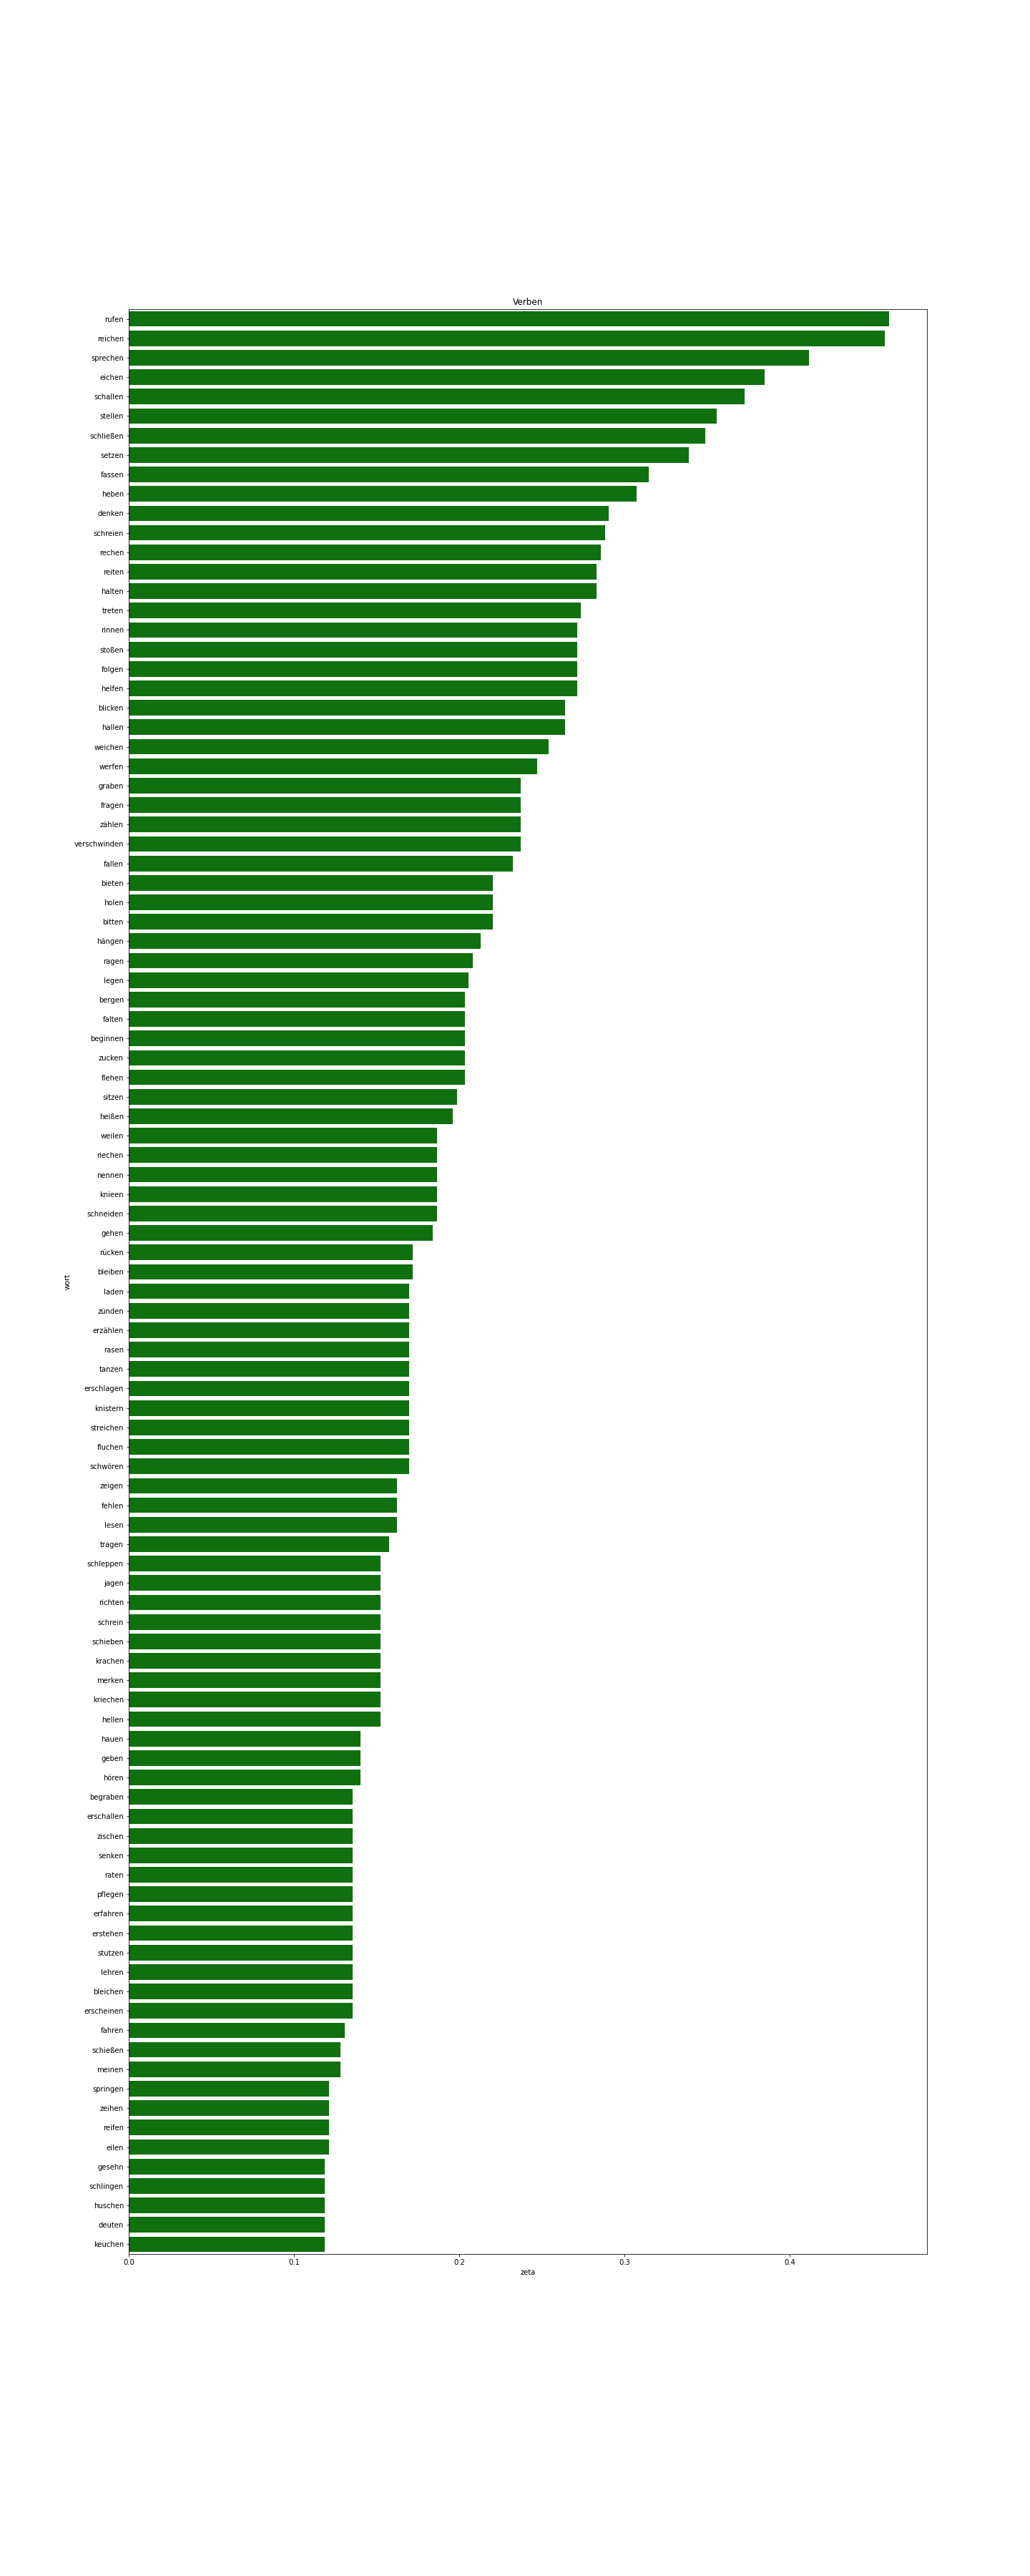 Verben
rufen
reichen
sprechen
eichen
schallen
stellen
schließen
setzen
fassen
heben
denken
schreien
rechen
reiten
halten
treten
rinnen
stoßen
folgen
helfen
blicken
hallen
weichen
werfen
graben
fragen
zählen
verschwinden
fallen
bieten
holen
bitten
hängen
ragen
legen
bergen
falten
beginnen
zucken
flehen
sitzen
heißen
weilen
riechen
nennen
knieen
schneiden
gehen
rücken
bleiben
laden
zünden
erzählen
rasen
tanzen
erschlagen
knistern
streichen
fluchen
schwören
zeigen
fehlen
lesen
tragen
schleppen
jagen
richten
schrein
schieben
krachen
merken
kriechen
hellen
hauen
geben
hören
begraben
erschallen
zischen
senken
raten
pflegen
erfahren
erstehen
stutzen
lehren
bleichen
erscheinen
fahren
schießen
meinen
springen
zeihen
reifen
eilen
gesehn
schlingen
huschen
deuten
keuchen
wort
0.0 0.1 0.2 0.3 0.4
zeta